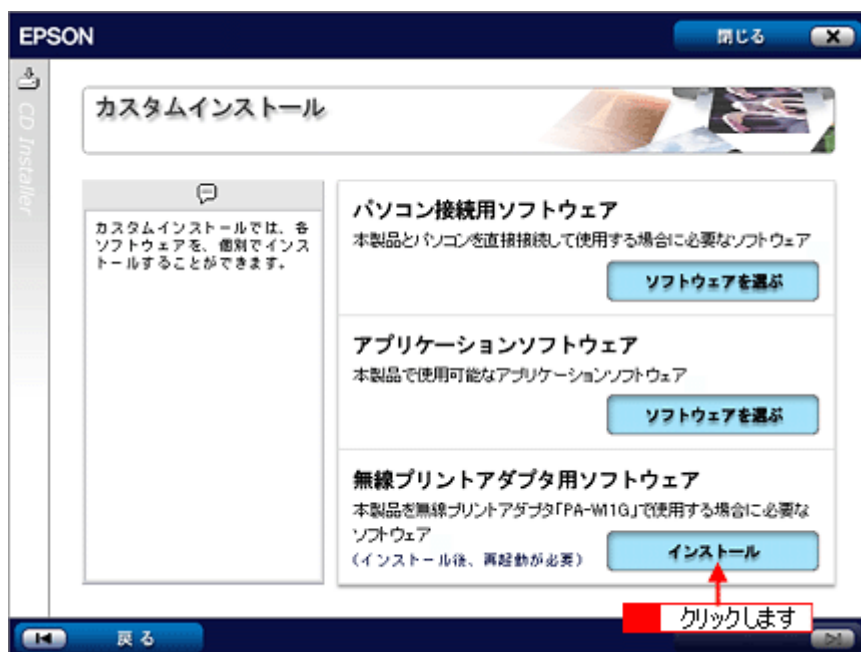 EPSON
閉じる
CD Installer
カスタムインストール
カスタムインストールでは、各
ソフトウェアを、個別でインス
トールすることができます。
パソコン接続用ソフトウェア
本製品とパソコンを直接接続して使用する場合に必要なソフトウェア
ソフトウェアを選ぶ
アプリケーションソフトウェア
本製品で使用可能なアプリケーションソフトウェア
ソフトウェアを選ぶ
無線プリントアダプタ用ソフトウェア
本製品を無線プリントアダプタ「PA-W11G」で使用する場合に必要な
ソフトウェア
(インストール後、再起動が必要)
インストール
クリックします
戻る